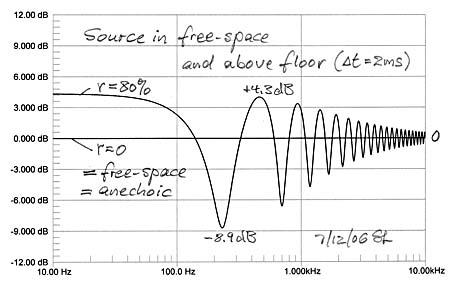 12.00 dB
Source in free-space
and above floor (Δt=2ms)
9.000 dB
6.000 dB
r=80%
+4.3dB
3.000 dB
0.000 dB
0
r=0
= free-space
= anechoic
-3.000 dB
-6.000 dB
-9.000 dB
-8.9dB
7/12/06 SL
-12.00 dB
10.00 Hz
100.0 Hz
1.000kHz
10.00 kHz